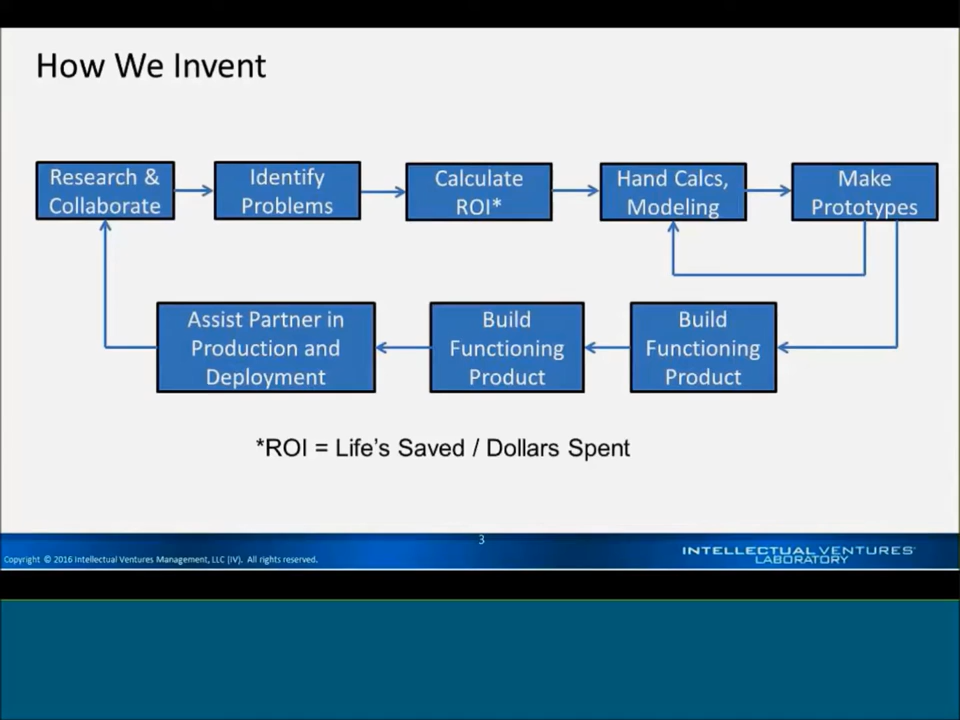 How We Invent
Research &
Collaborate
Identify
Problems
Calculate
ROI*
Hand Calcs,
Modeling
Make
Prototypes
Assist Partner in
Production and
Deployment
Build
Functioning
Product
Build
Functioning
Product
*ROI = Life's Saved / Dollars Spent
3
Copyright © 2016 Intellectual Ventures Management, LLC (IV). All rights reserved.
INTELLECTUAL VENTURES®
LABORATORY